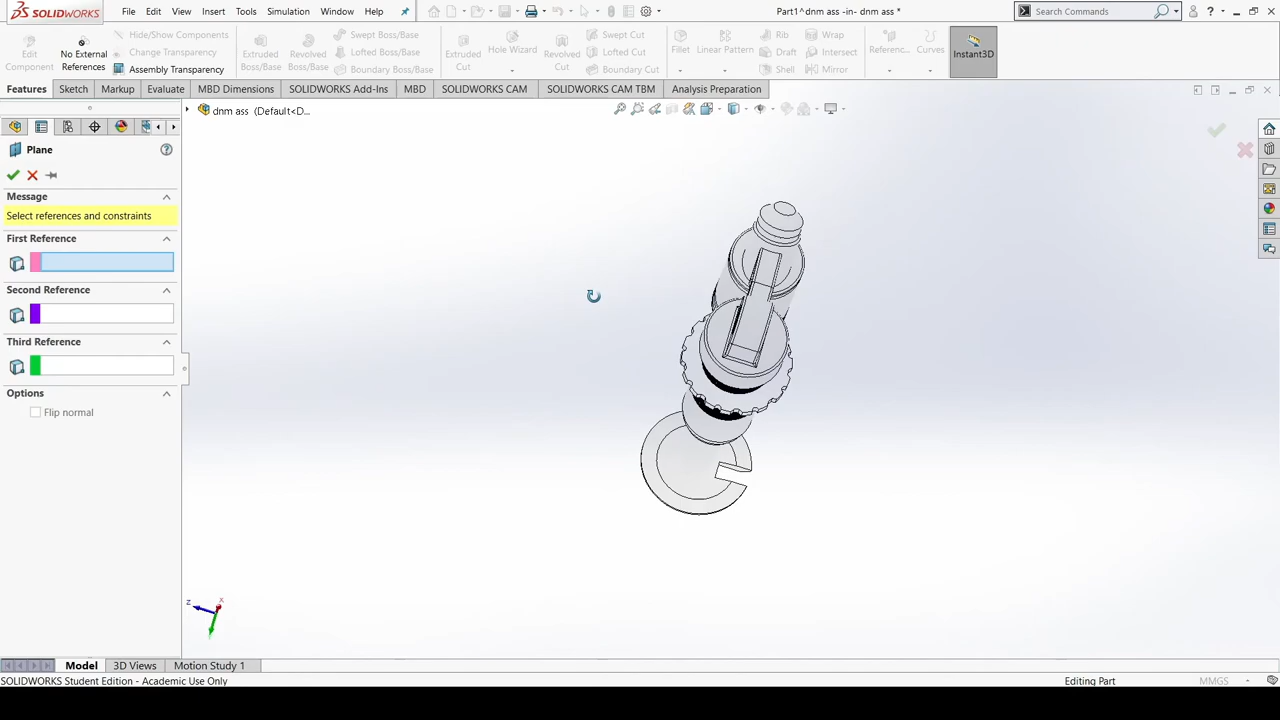 SOLIDWORKS File Edit View Insert Tools Simulation Window Help Part1^dnm ass -in- dnm ass * Search Commands ?
Edit Component
No External References
Hide/Show Components
Change Transparency
Assembly Transparency
Extruded Boss/Base
Revolved Boss/Base
Swept Boss/Base
Lofted Boss/Base
Boundary Boss/Base
Extruded Cut
Hole Wizard
Revolved Cut
Swept Cut
Lofted Cut
Boundary Cut
Fillet
Linear Pattern
Rib
Draft
Shell
Wrap
Intersect
Mirror
Referenc...
Curves
Instant3D
Features Sketch Markup Evaluate MBD Dimensions SOLIDWORKS Add-Ins MBD SOLIDWORKS CAM SOLIDWORKS CAM TBM Analysis Preparation
dnm ass (Default<D...
Plane
Message
Select references and constraints
First Reference
Second Reference
Third Reference
Options
Flip normal
z x
Model 3D Views Motion Study 1
SOLIDWORKS Student Edition - Academic Use Only Editing Part MMGS